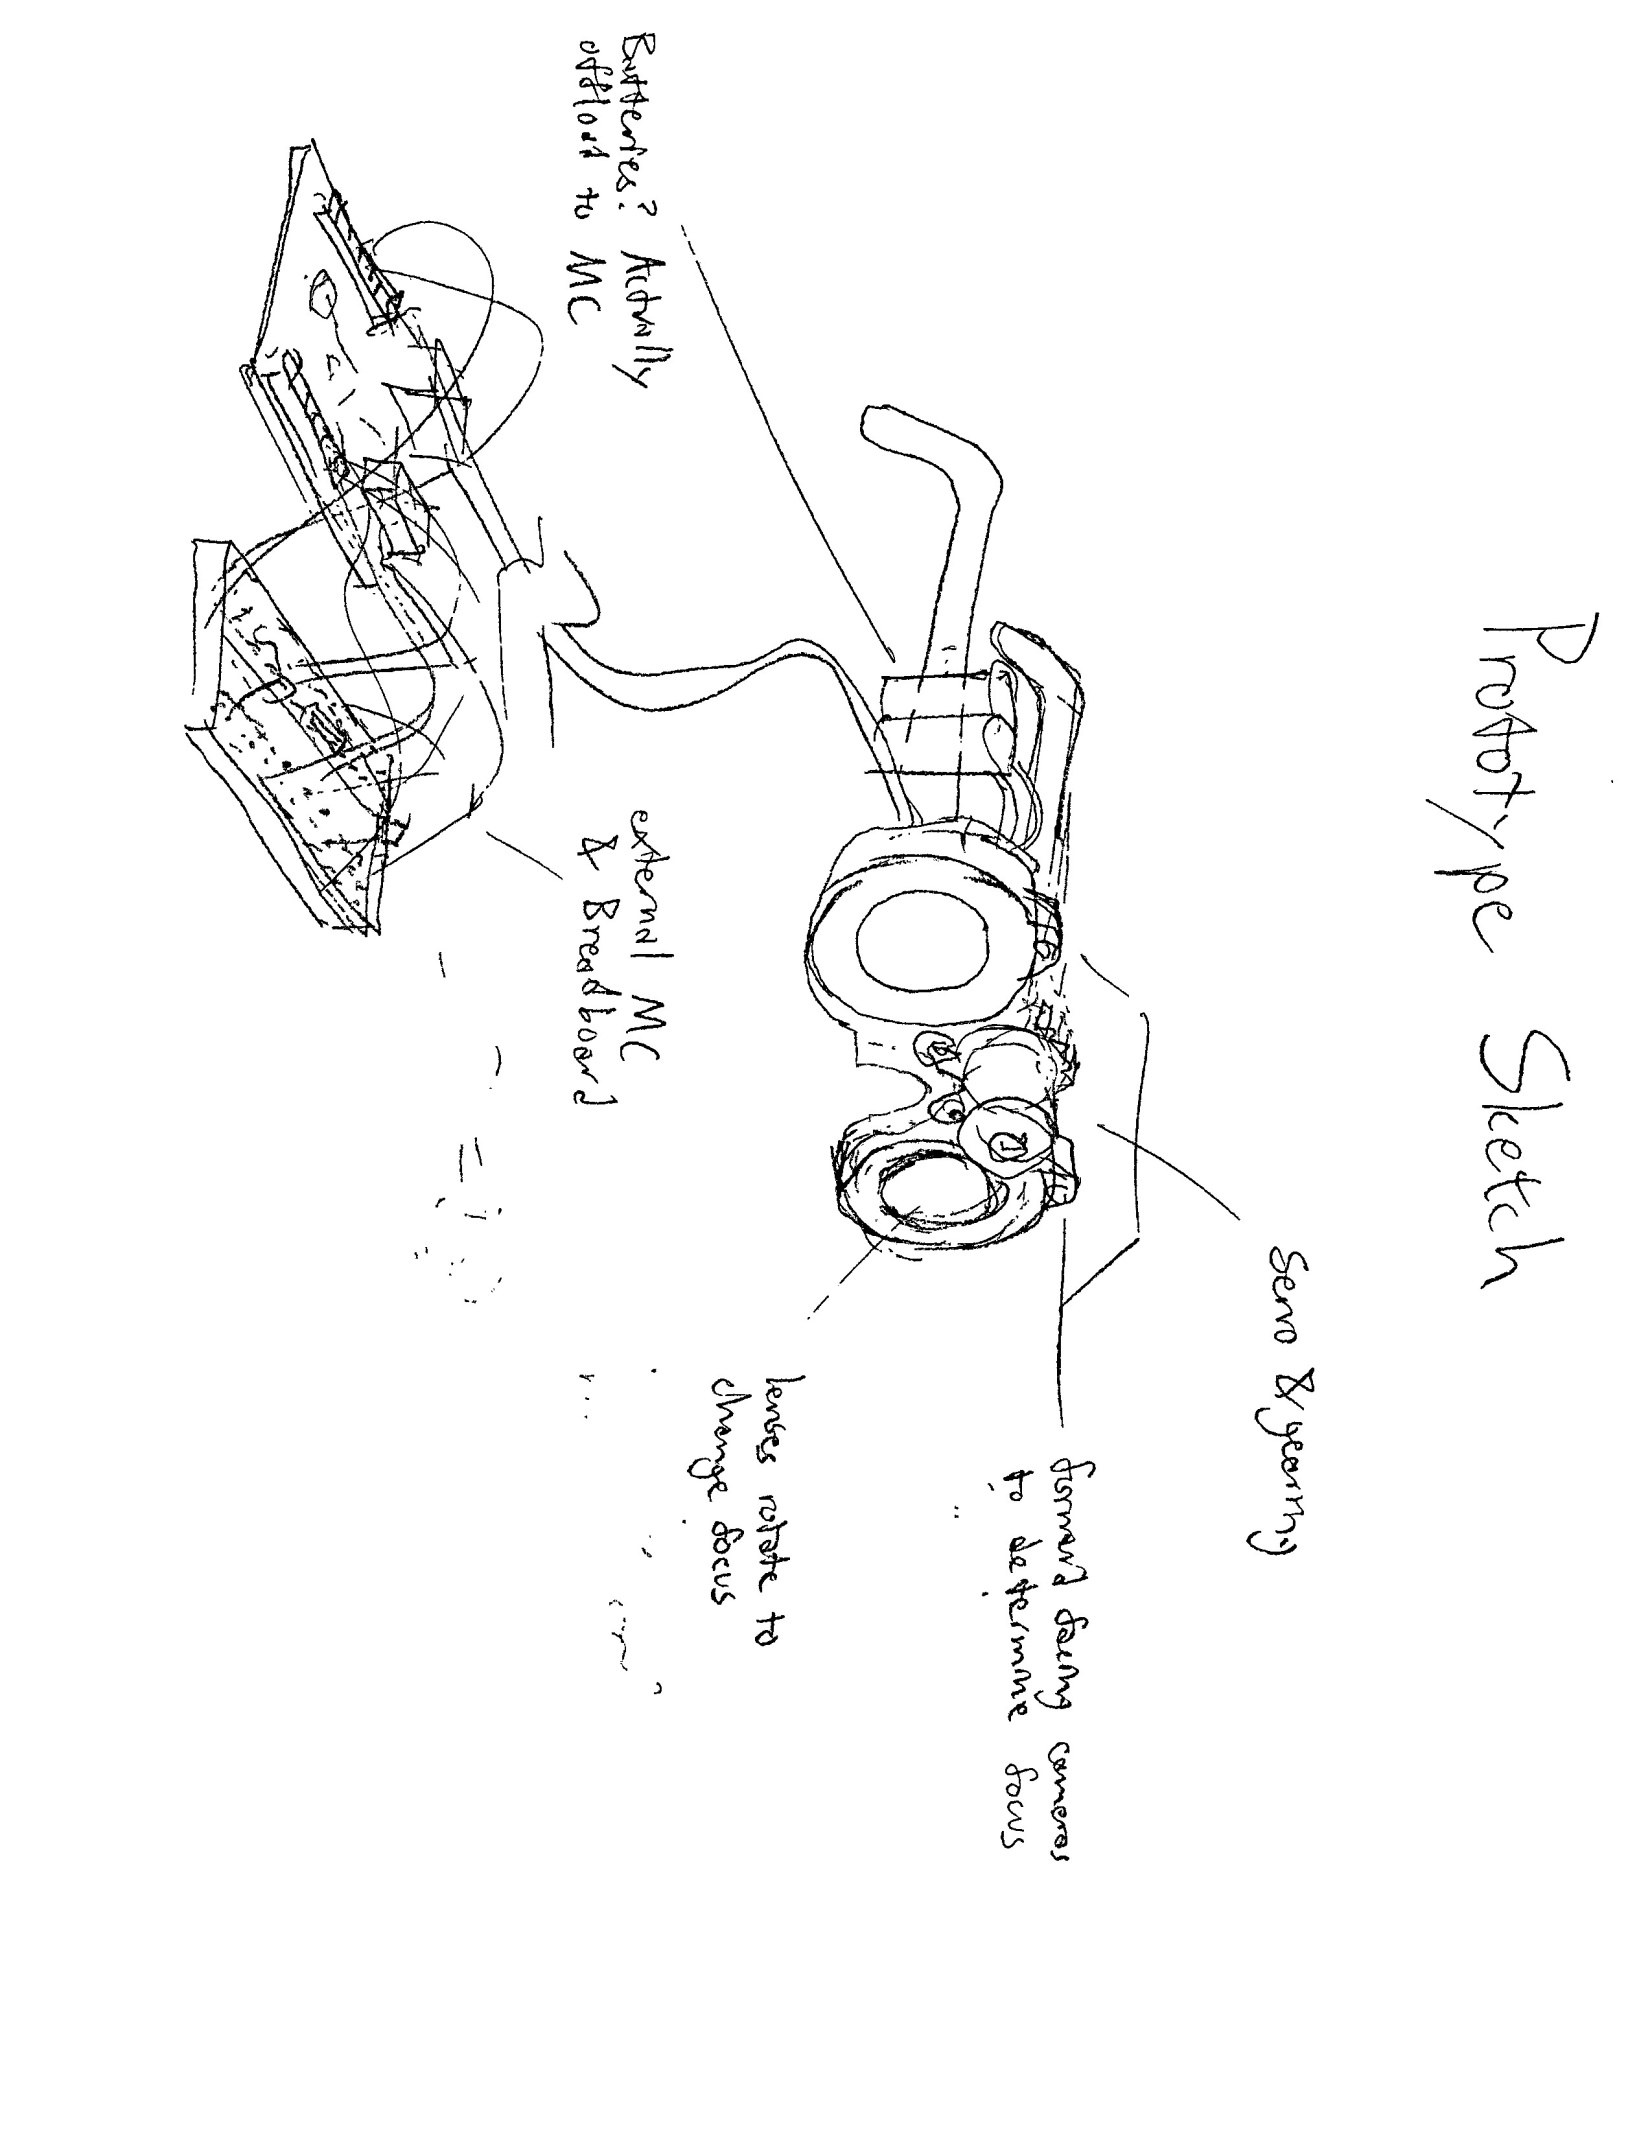 Prototype Sketch
Servo & gearing
forward facing cameras
to determine focus
lenses rotate to
change focus
Batteries? Actually
offload to MC
external MC
& Breadboard